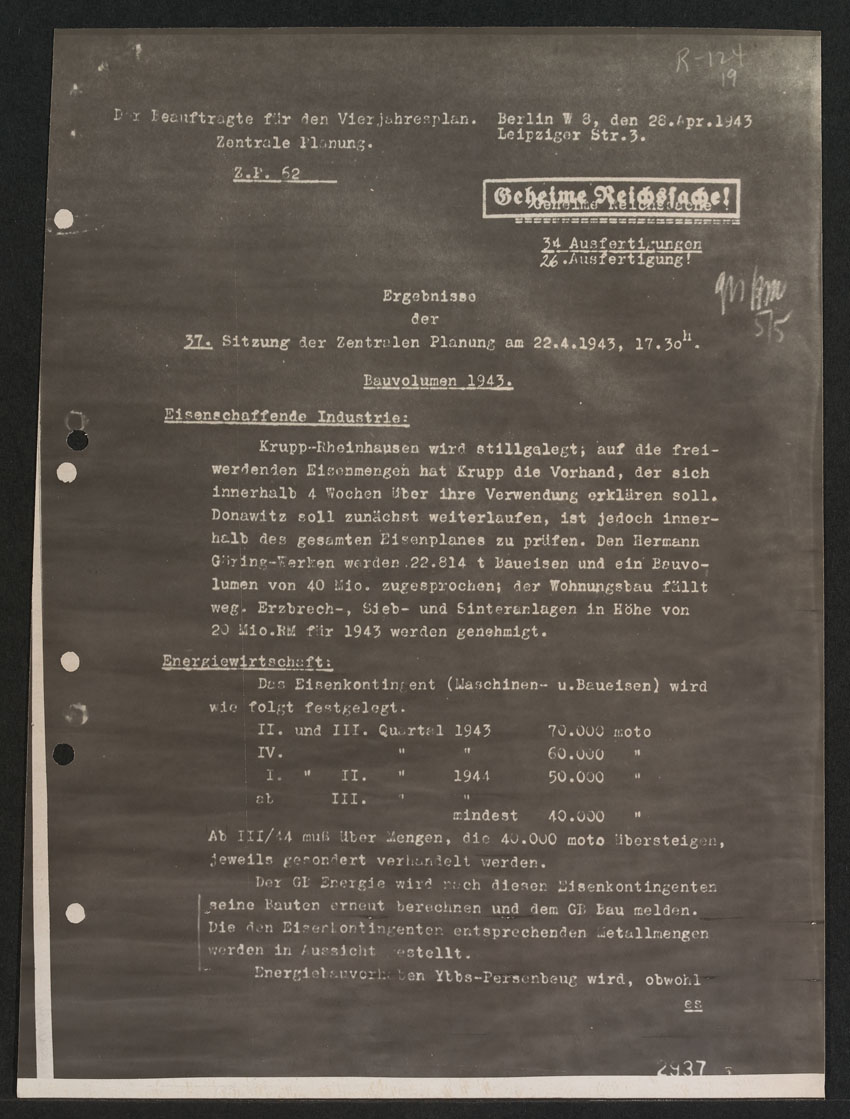 R-124
19
Der Beauftragte für den Vierjahresplan. Berlin W 8, den 28.Apr.1943
Zentrale Planung. Leipziger Str.3.
Z.P. 62
Geheime Reichssache!
Geheime Reichssache !
34 Ausfertigungen
26.Ausfertigung!
5/5
Ergebnisse
der
37. Sitzung der Zentralen Planung am 22.4.1943, 17.30h.
Bauvolumen 1943.
Eisenschaffende Industrie:
Krupp-Rheinhausen wird stillgelegt; auf die frei-
werdenden Eisenmengen hat Krupp die Vorhand, der sich
innerhalb 4 Wochen über ihre Verwendung erklären soll.
Donawitz soll zunächst weiterlaufen, ist jedoch inner-
halb des gesamten Eisenplanes zu prüfen. Den Hermann
Göring-Werken werden 22.814 t Baueisen und ein Bauvo-
lumen von 40 Mio. zugesprochen; der Wohnungsbau fällt
weg. Erzbrech-, Sieb- und Sinteranlagen in Höhe von
20 Mio.RM für 1943 werden genehmigt.
Energiewirtschaft:
Das Eisenkontingent (Maschinen- u.Baueisen) wird
wie folgt festgelegt.
II. und III. Quartal 1943 70.000 moto
IV. " " 60.000 "
I. " II. " 1944 50.000 "
ab III. " "
mindest 40.000 "
Ab III/44 muß über Mengen, die 40.000 moto übersteigen,
jeweils gesondert verhandelt werden.
Der GB Energie wird nach diesen Eisenkontingenten
seine Bauten erneut berechnen und dem GB Bau melden.
Die den Eisenkontingenten entsprechenden Metallmengen
werden in Aussicht gestellt.
Energiebauvorhaben Ybbs-Persenbeug wird, obwohl
es
2937